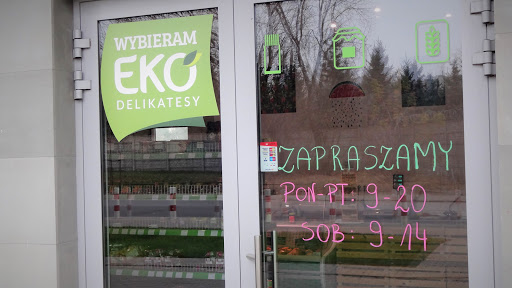 WYBIERAM
EKO
DELIKATESY
ZAPRASZAMY
PON-PT: 9-20
SOB: 9-14